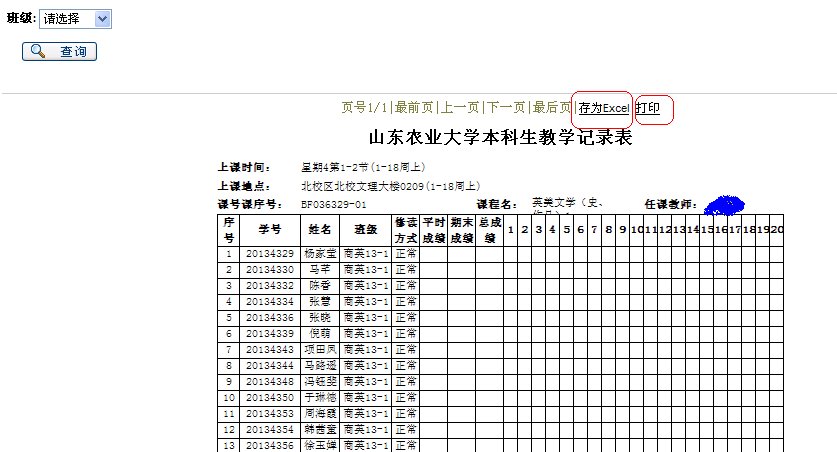 班级: 请选择
查询
页号1/1|最前页|上一页|下一页|最后页|存为Excel 打印
山东农业大学本科生教学记录表
上课时间: 星期4第1-2节(1-18周上)
上课地点: 北校区北校文理大楼0209(1-18周上)
课号课序号: BF036329-01 课程名: 英美文学（史、 任课教师:
序号 学号 姓名 班级 修读方式 平时成绩 期末成绩 总成绩 1 2 3 4 5 6 7 8 9 10 11 12 13 14 15 16 17 18 19 20
1 20134329 杨家莹 商英13-1 正常
2 20134330 马芊 商英13-1 正常
3 20134332 陈香 商英13-1 正常
4 20134334 张慧 商英13-1 正常
5 20134336 张晓 商英13-1 正常
6 20134339 倪萌 商英13-1 正常
7 20134343 项田凤 商英13-1 正常
8 20134344 马路遥 商英13-1 正常
9 20134348 冯钰斐 商英13-1 正常
10 20134350 于琳德 商英13-1 正常
11 20134353 周海霞 商英13-1 正常
12 20134354 韩茜莹 商英13-1 正常
13 20134356 徐玉婵 商英13-1 正常